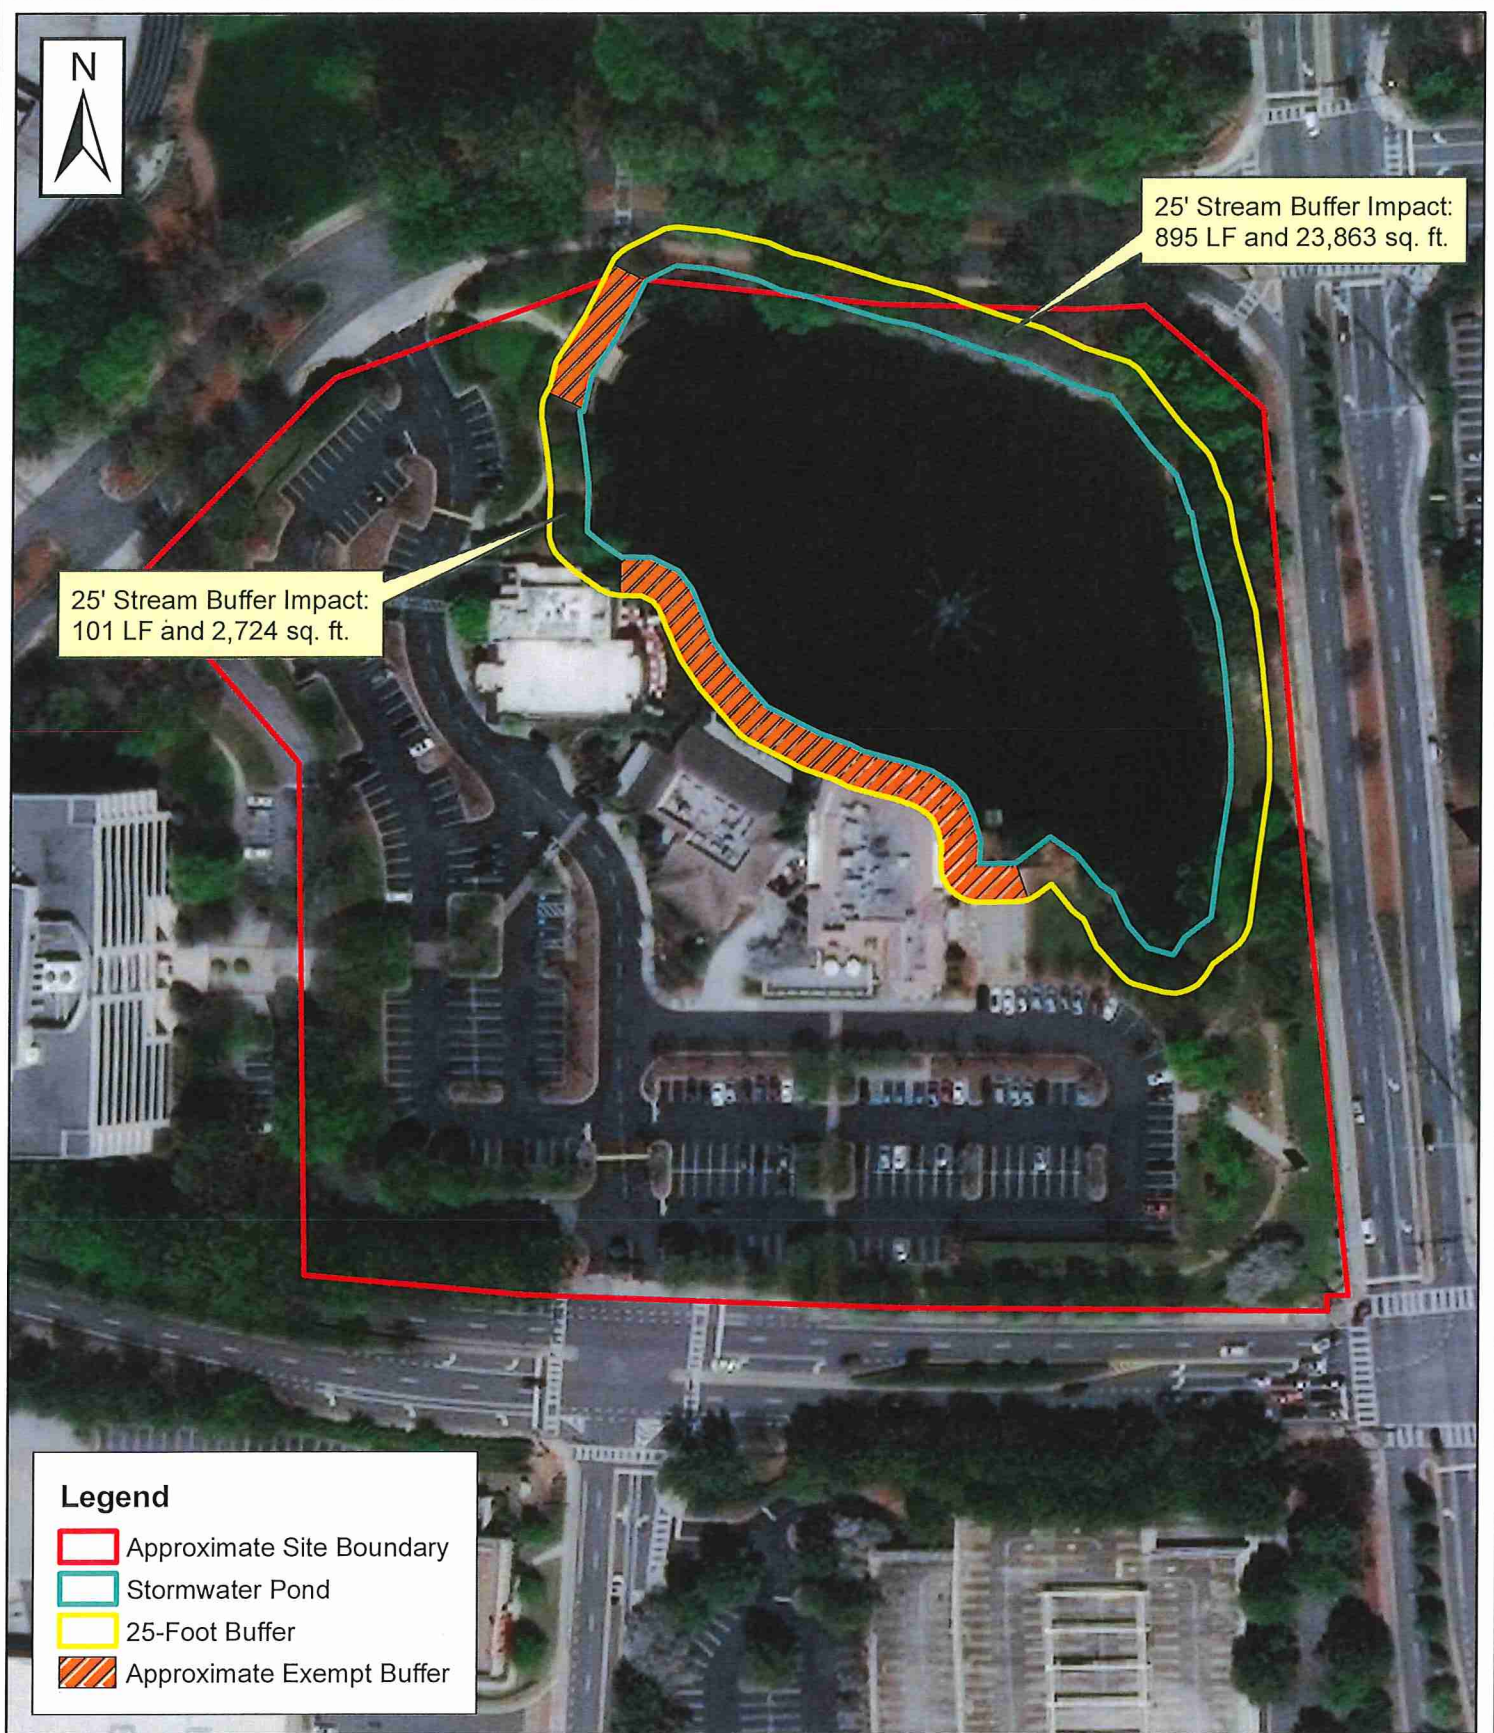 N
25' Stream Buffer Impact:
895 LF and 23,863 sq. ft.
25' Stream Buffer Impact:
101 LF and 2,724 sq. ft.
Legend
Approximate Site Boundary
Stormwater Pond
25-Foot Buffer
Approximate Exempt Buffer